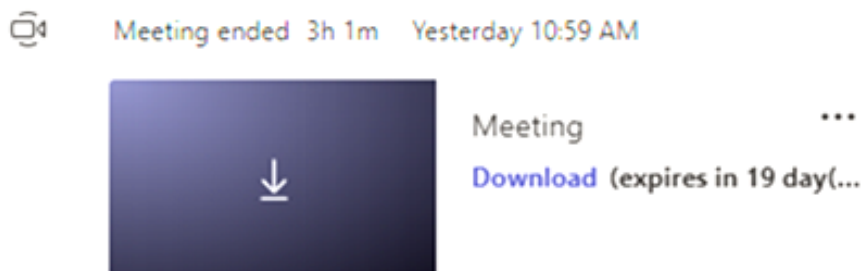 Meeting ended 3h 1m Yesterday 10:59 AM
Meeting ...
Download (expires in 19 day(...